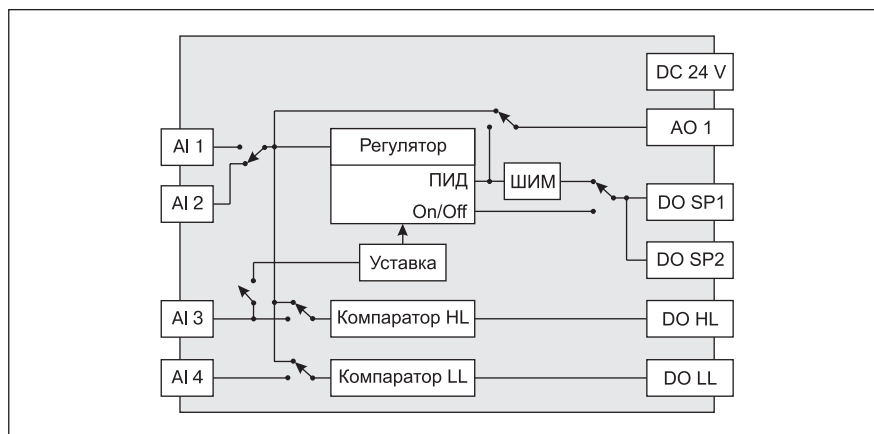 DC 24 V
AO 1
AI 1
Регулятор
ПИД
ШИМ
AI 2
On/Off
DO SP1
Уставка
DO SP2
AI 3
Компаратор HL
DO HL
AI 4
Компаратор LL
DO LL